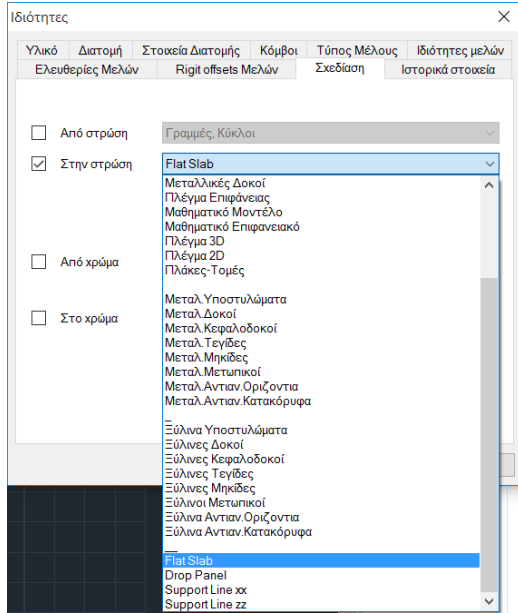 Ιδιότητες
Υλικό Διατομή Στοιχεία Διατομής Κόμβοι Τύπος Μέλους Ιδιότητες μελών
Ελευθερίες Μελών Rigit offsets Μελών Σχεδίαση Ιστορικά στοιχεία
Από στρώση Γραμμές, Κύκλοι
Στην στρώση Flat Slab
Μεταλλικές Δοκοί
Πλέγμα Επιφάνειας
Μαθηματικό Μοντέλο
Μαθηματικό Επιφανειακό
Πλέγμα 3D
Από χρώμα Πλέγμα 2D
Πλάκες-Τομές
Μεταλ.Υποστυλώματα
Στο χρώμα Μεταλ.Δοκοί
Μεταλ.Κεφαλοδοκοί
Μεταλ.Τεγίδες
Μεταλ.Μηκίδες
Μεταλ.Μετωπικοί
Μεταλ.Αντιαν.Οριζοντια
Μεταλ.Αντιαν.Κατακόρυφα
_
Ξύλινα Υποστυλώματα
Ξύλινες Δοκοί
Ξύλινες Κεφαλοδοκοί
Ξύλινες Τεγίδες
Ξύλινες Μηκίδες
Ξύλινοι Μετωπικοί
Ξύλινα Αντιαν.Οριζοντια
Ξύλινα Αντιαν.Κατακόρυφα
__
Flat Slab
Drop Panel
Support Line xx
Support Line zz